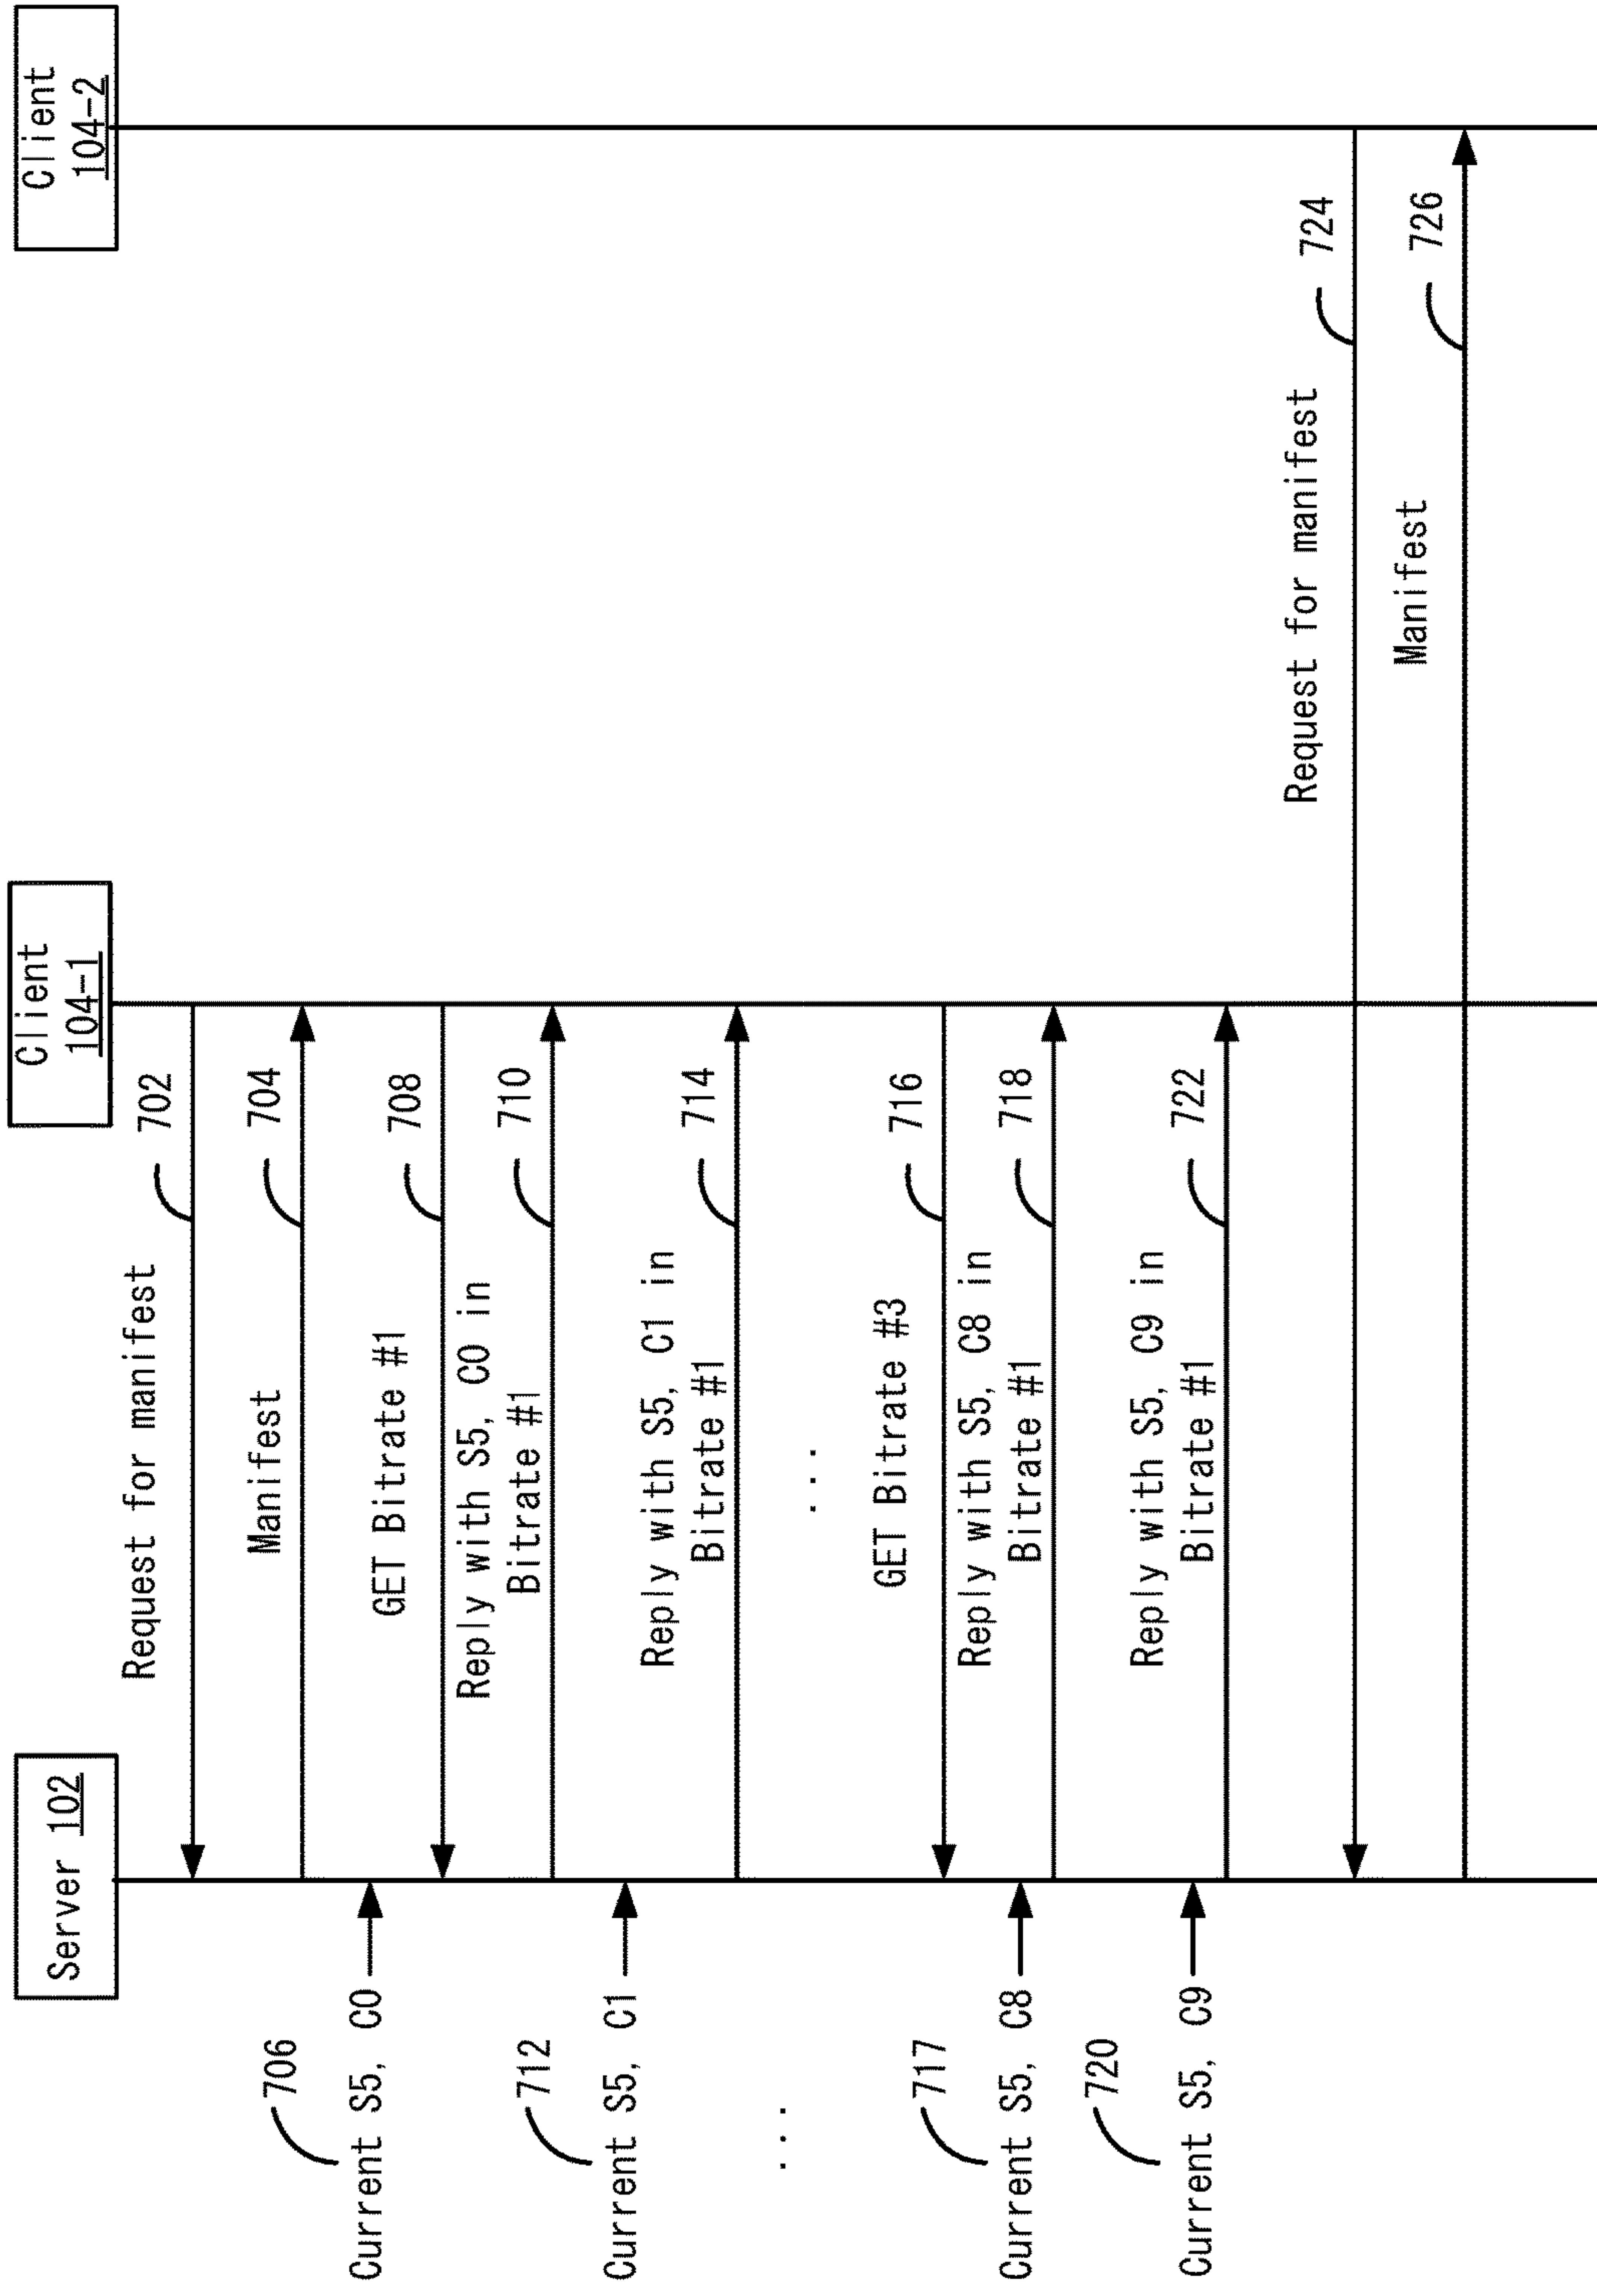 Server 102
Client
104-1
Client
104-2
Request for manifest
702
Manifest
704
706
Current S5, C0
GET Bitrate #1
708
Reply with S5, C0 in
Bitrate #1
710
712
Current S5, C1
Reply with S5, C1 in
Bitrate #1
714
...
...
GET Bitrate #3
716
717
Current S5, C8
Reply with S5, C8 in
Bitrate #1
718
720
Current S5, C9
Reply with S5, C9 in
Bitrate #1
722
Request for manifest
724
Manifest
726